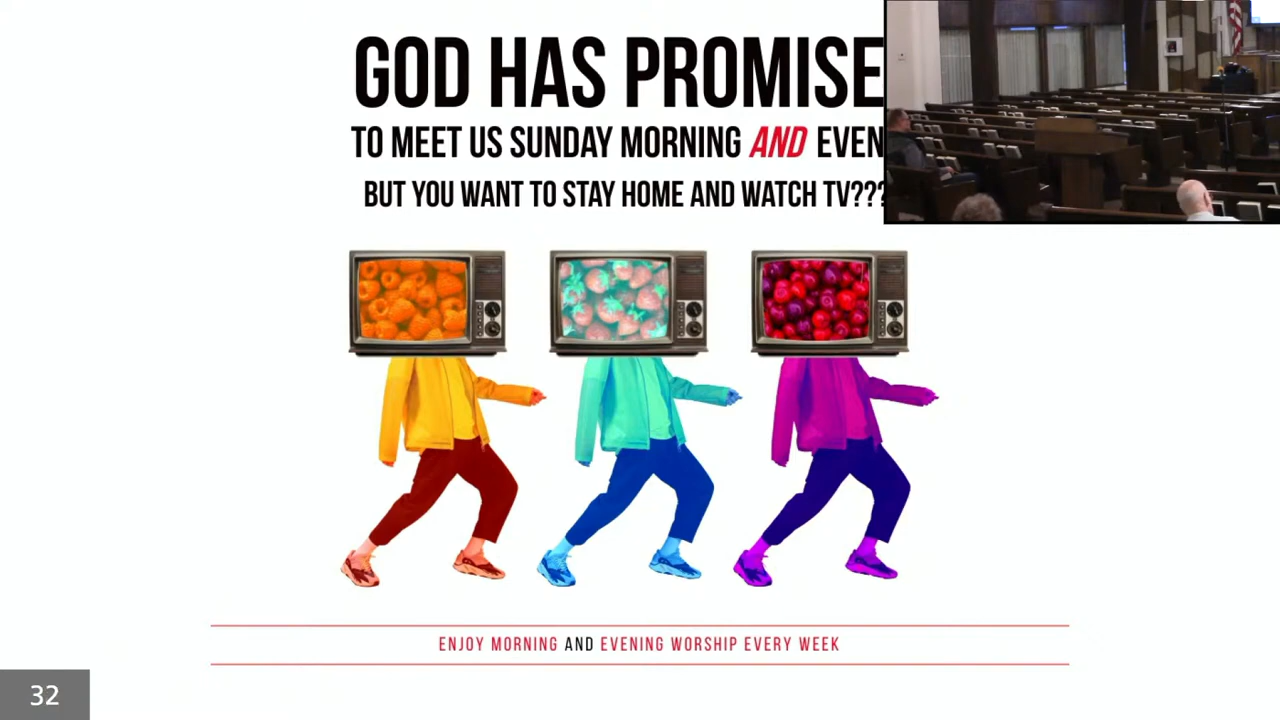 GOD HAS PROMISE
TO MEET US SUNDAY MORNING AND EVEN
BUT YOU WANT TO STAY HOME AND WATCH TV???
ENJOY MORNING AND EVENING WORSHIP EVERY WEEK
32